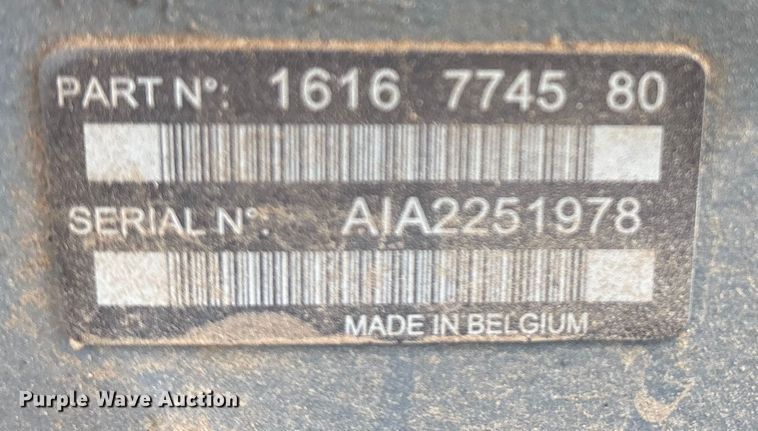 PART N°: 1616 7745 80
SERIAL N°: AIA2251978
MADE IN BELGIUM
Purple Wave Auction